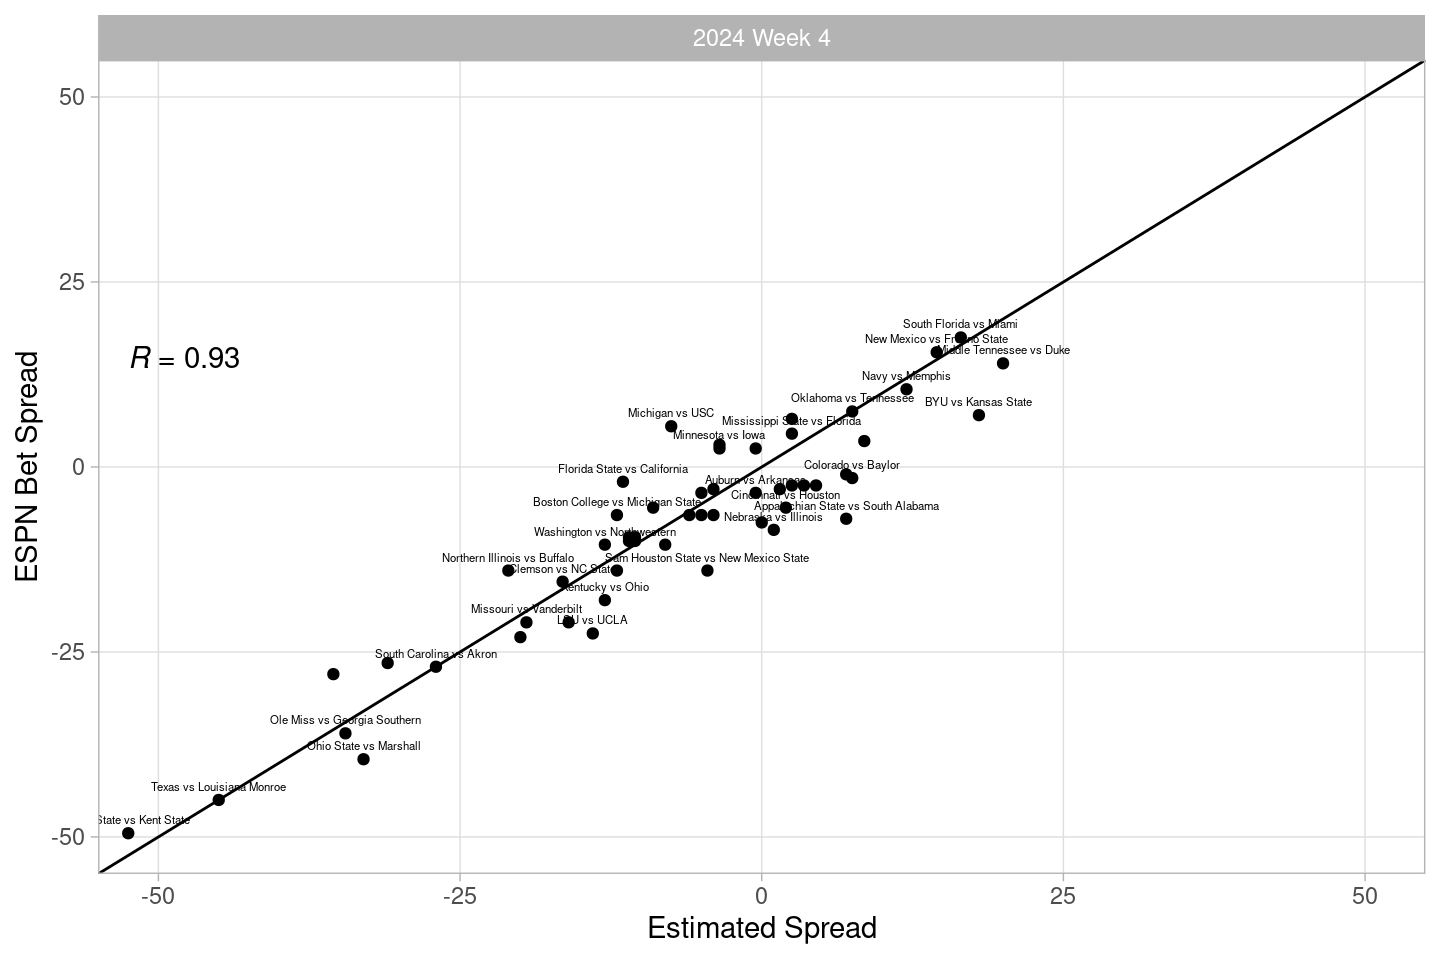 2024 Week 4
50
25
0
-25
-50
ESPN Bet Spread
R = 0.93
South Florida vs Miami
New Mexico vs Fresno State
Middle Tennessee vs Duke
Navy vs Memphis
Oklahoma vs Tennessee
BYU vs Kansas State
Michigan vs USC
Mississippi State vs Florida
Minnesota vs Iowa
Florida State vs California
Colorado vs Baylor
Auburn vs Arkansas
Cincinnati vs Houston
Boston College vs Michigan State
Appalachian State vs South Alabama
Nebraska vs Illinois
Washington vs Northwestern
Northern Illinois vs Buffalo
Sam Houston State vs New Mexico State
Clemson vs NC State
Kentucky vs Ohio
Missouri vs Vanderbilt
LSU vs UCLA
South Carolina vs Akron
Ole Miss vs Georgia Southern
Ohio State vs Marshall
Texas vs Louisiana Monroe
State vs Kent State
-50
-25
0
25
50
Estimated Spread